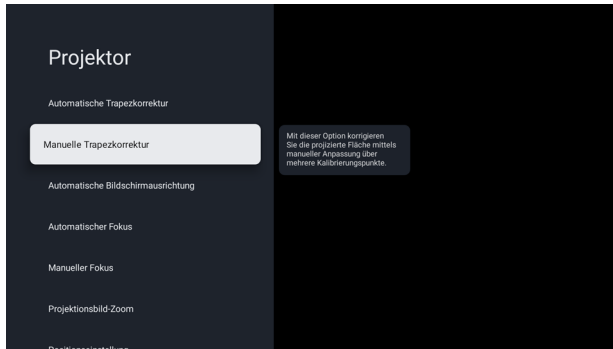 Projektor
Automatische Trapezkorrektur
Manuelle Trapezkorrektur
Mit dieser Option korrigieren
Sie die projizierte Fläche mittels
manueller Anpassung über
mehrere Kalibrierungspunkte.
Automatische Bildschirmausrichtung
Automatischer Fokus
Manueller Fokus
Projektionsbild-Zoom